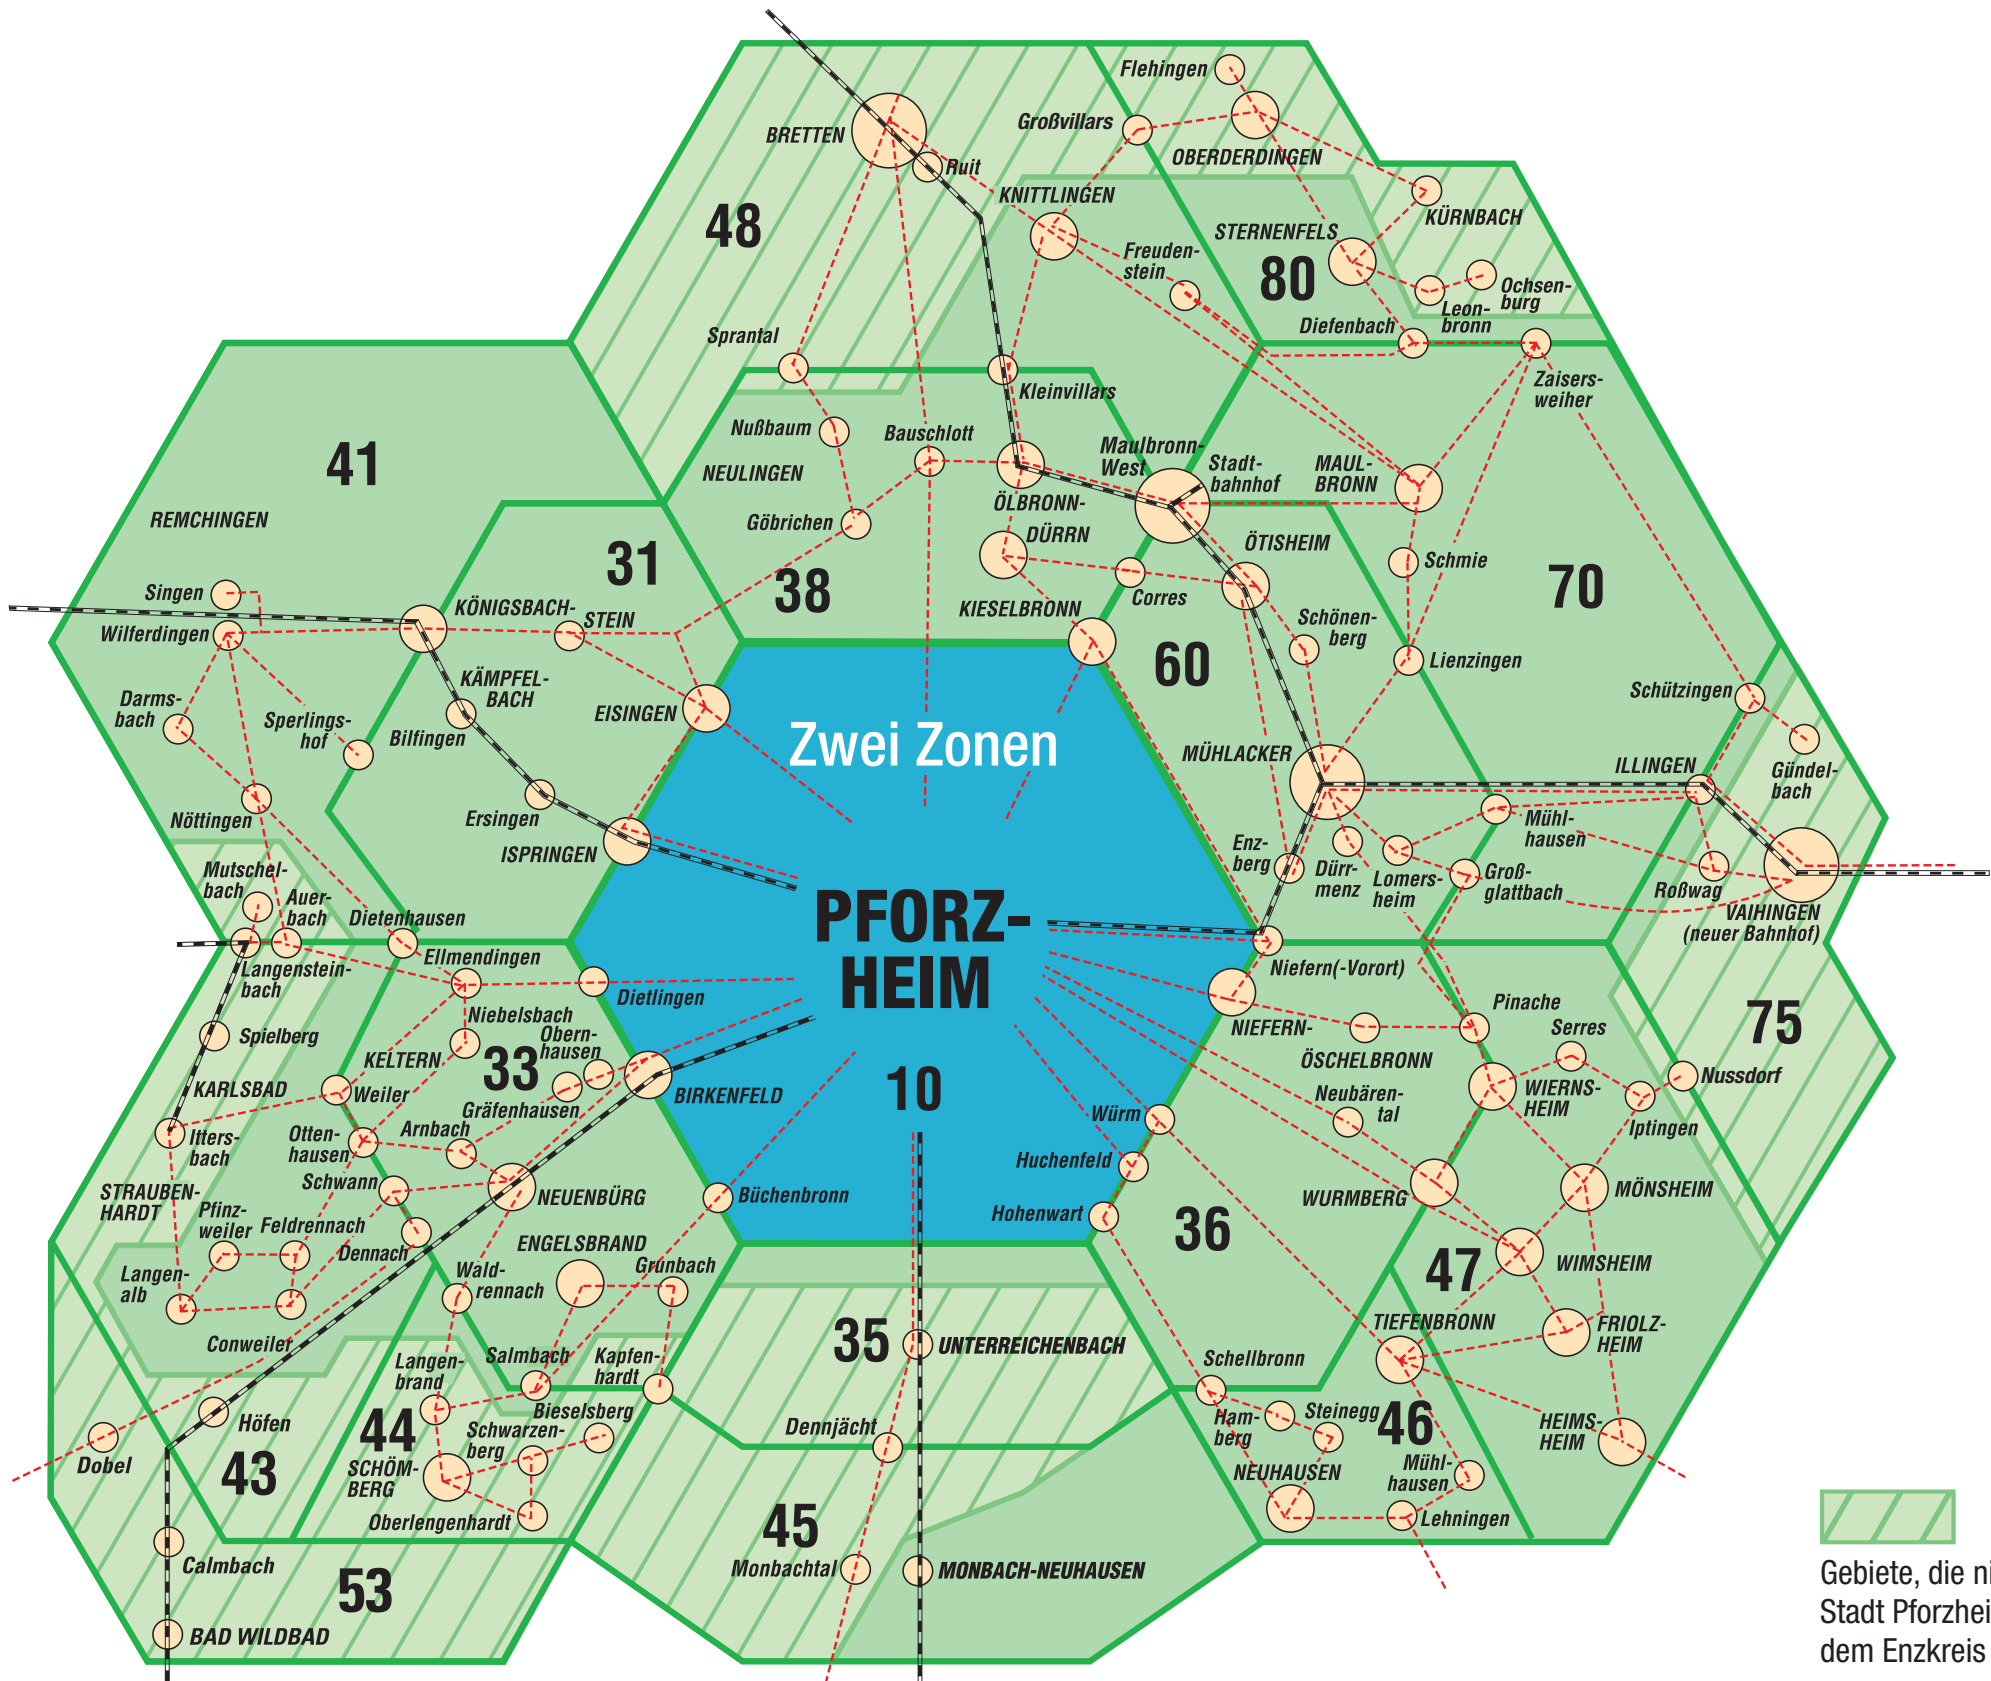 Flehingen
Großvillars
BRETTEN
Ruit
OBERDERDINGEN
KNITTLINGEN
KÜRNBACH
48
STERNENFELS
Freuden-
stein
80
Ochsen-
burg
Leon-
bronn
Diefenbach
Sprantal
Kleinvillars
Zaisers-
weiher
Nußbaum
Bauschlott
Maulbronn-
West
Stadt-
bahnhof
MAUL-
BRONN
41
NEULINGEN
ÖLBRONN-
DÜRRN
REMCHINGEN
Göbrichen
31
ÖTISHEIM
38
Schmie
70
Singen
KÖNIGSBACH-
STEIN
KIESELBRONN
Corres
Schönen-
berg
Wilferdingen
60
Lienzingen
KÄMPFEL-
BACH
Darms-
bach
Sperlings-
hof
Bilfingen
EISINGEN
Schützingen
Zwei Zonen
MÜHLACKER
ILLINGEN
Gündel-
bach
Nöttingen
Ersingen
ISPRINGEN
Enz-
berg
Dürr-
menz
Lomers-
heim
Mühl-
hausen
Groß-
glattbach
Roßwag
VAIHINGEN
(neuer Bahnhof)
Mutschel-
bach
Auer-
bach
Dietenhausen
PFORZ-
HEIM
10
Langenstein-
bach
Ellmendingen
Dietlingen
Niefern(-Vorort)
Spielberg
Niebelsbach
Obern-
hausen
NIEFERN-
ÖSCHELBRONN
Pinache
Serres
75
KELTERN
33
KARLSBAD
Weiler
BIRKENFELD
Gräfenhausen
Neubären-
tal
WIERNS-
HEIM
Nussdorf
Iptingen
Itters-
bach
Otten-
hausen
Arnbach
Würm
Huchenfeld
Hohenwart
Schwann
NEUENBÜRG
Büchenbronn
WURMBERG
MÖNSHEIM
STRAUBEN-
HARDT
Pfinz-
weiler
Feldrennach
Dennach
36
ENGELSBRAND
Grunbach
Wald-
rennach
47
WIMSHEIM
Langen-
alb
Conweiler
35
UNTERREICHENBACH
TIEFENBRONN
FRIOLZ-
HEIM
Langen-
brand
Salmbach
Kapfen-
hardt
Schellbronn
Höfen
44
Bieselsberg
Schwarzen-
berg
Dennjächt
Ham-
berg
Steinegg
46
HEIMS-
HEIM
Dobel
43
SCHÖM-
BERG
NEUHAUSEN
Mühl-
hausen
Oberlengenhardt
Lehningen
45
Calmbach
Monbachtal
MONBACH-NEUHAUSEN
53
BAD WILDBAD
Gebiete, die ni
Stadt Pforzhei
dem Enzkreis